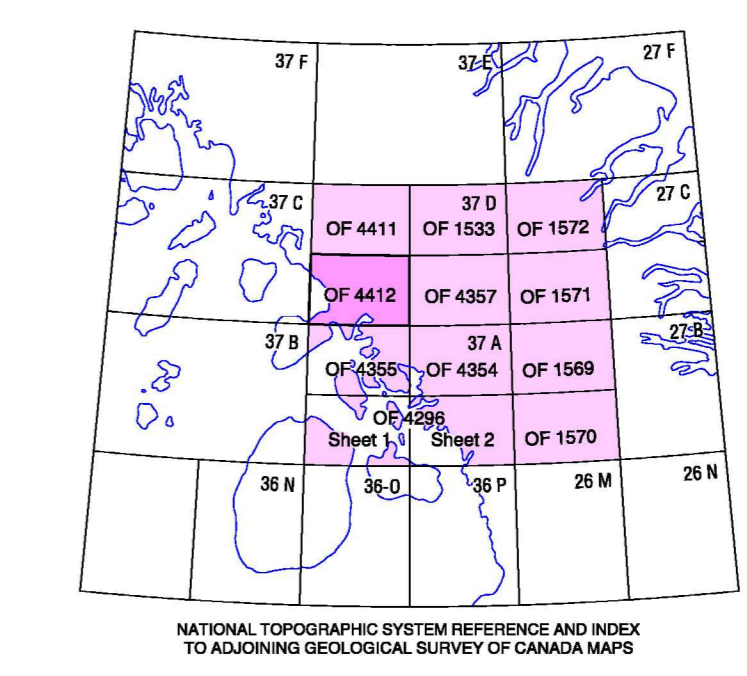 37 F
37 E
27 F
37 C
37 D
27 C
OF 4411
OF 1533
OF 1572
OF 4412
OF 4357
OF 1571
37 B
37 A
27 B
OF 4355
OF 4354
OF 1569
OF 4296
Sheet 1
Sheet 2
OF 1570
36 N
36-O
36 P
26 M
26 N
NATIONAL TOPOGRAPHIC SYSTEM REFERENCE AND INDEX
TO ADJOINING GEOLOGICAL SURVEY OF CANADA MAPS